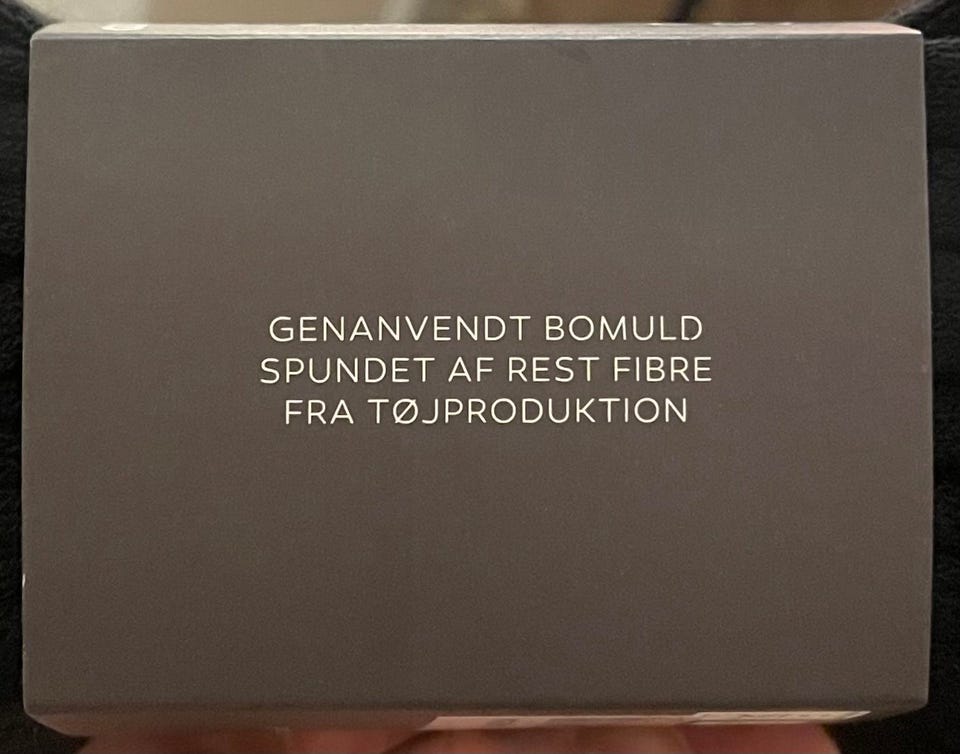 GENANVENDT BOMULD
SPUNDET AF REST FIBRE
FRA TØJPRODUKTION